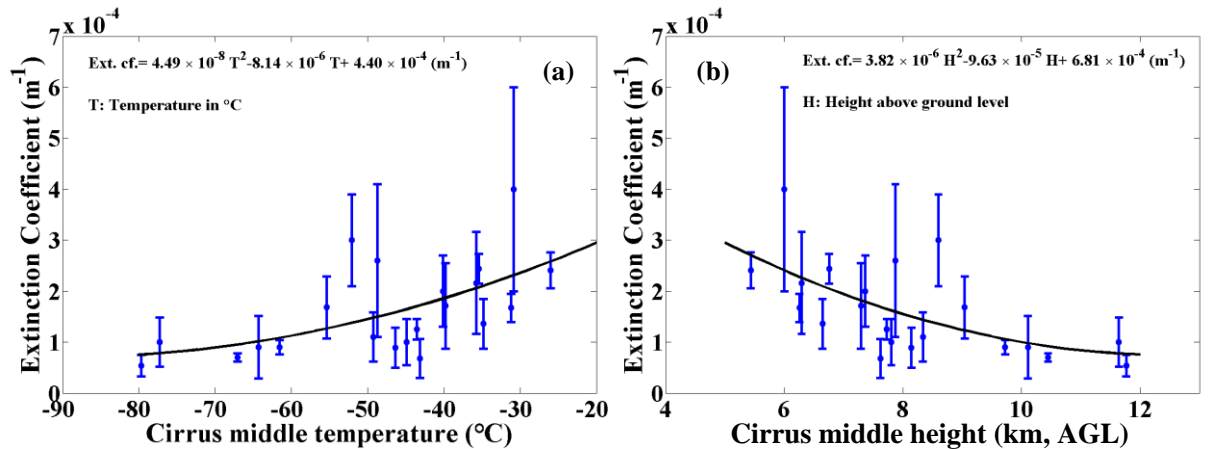 7 x 10⁻⁴
Ext. cf.= 4.49 × 10⁻⁸ T²-8.14 × 10⁻⁶ T+ 4.40 × 10⁻⁴ (m⁻¹)
(a)
T: Temperature in °C
6
5
4
3
2
1
0
Extinction Coefficient (m⁻¹)
-90 -80 -70 -60 -50 -40 -30 -20
Cirrus middle temperature (°C)
7 x 10⁻⁴
Ext. cf.= 3.82 × 10⁻⁶ H²-9.63 × 10⁻⁵ H+ 6.81 × 10⁻⁴ (m⁻¹)
(b)
H: Height above ground level
6
5
4
3
2
1
0
Extinction Coefficient (m⁻¹)
4 6 8 10 12
Cirrus middle height (km, AGL)